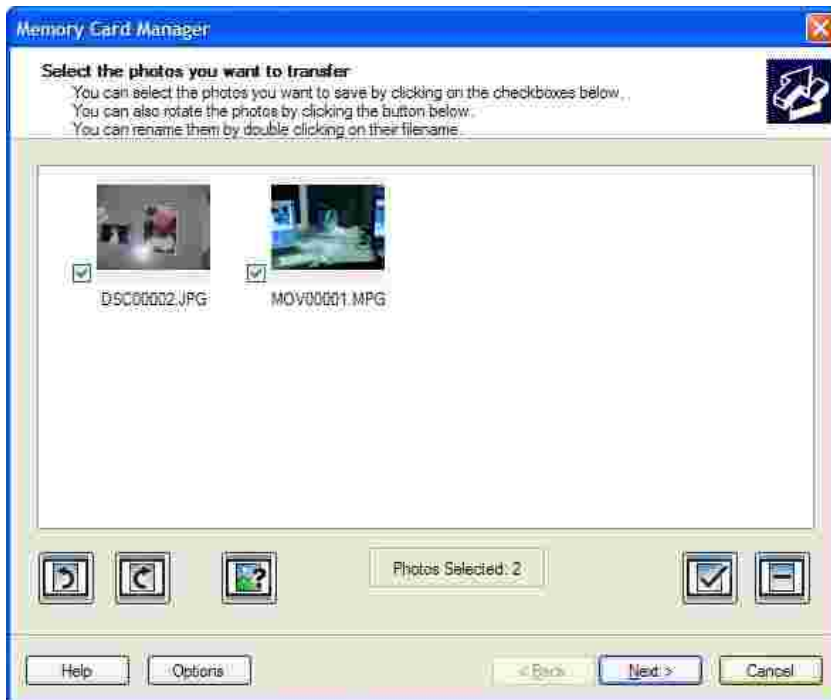 Memory Card Manager
Select the photos you want to transfer
You can select the photos you want to save by clicking on the checkboxes below.
You can also rotate the photos by clicking the button below.
You can rename them by double clicking on their filename.
DSC00002.JPG MOV00001.MPG
?
Photos Selected: 2
Help Options < Back Next > Cancel